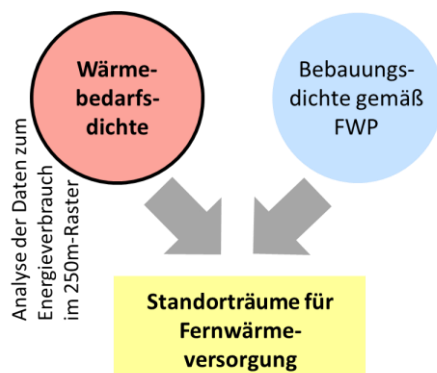 Wärme-
bedarfs-
dichte
Bebauungs-
dichte gemäß
FWP
Analyse der Daten zum
Energieverbrauch
im 250m-Raster
Standorträume für
Fernwärme-
versorgung